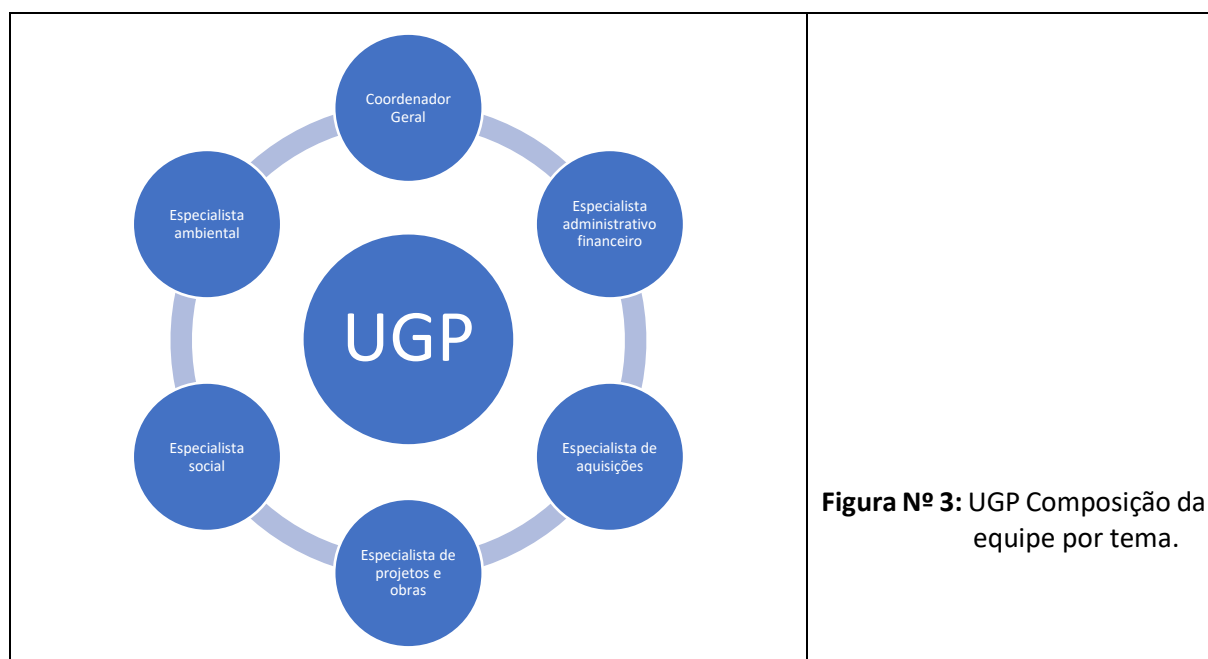 Coordenador
Geral
Especialista
administrativo
financeiro
Especialista de
aquisições
Especialista de
projetos e
obras
Especialista
social
Especialista
ambiental
UGP
Figura Nº 3: UGP Composição da
equipe por tema.